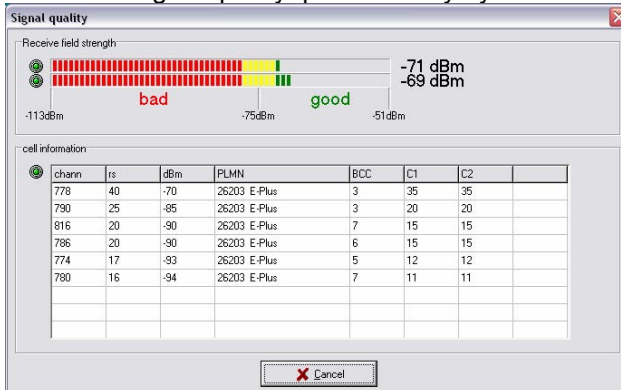 Signal quality
Receive field strength
-71 dBm
-69 dBm
bad good
-113dBm -75dBm -51dBm
cell information
chann rs dBm PLMN BCC C1 C2
778 40 -70 26203 E-Plus 3 35 35
790 25 -85 26203 E-Plus 3 20 20
816 20 -90 26203 E-Plus 7 15 15
786 20 -90 26203 E-Plus 6 15 15
774 17 -93 26203 E-Plus 5 12 12
780 16 -94 26203 E-Plus 7 11 11
Cancel